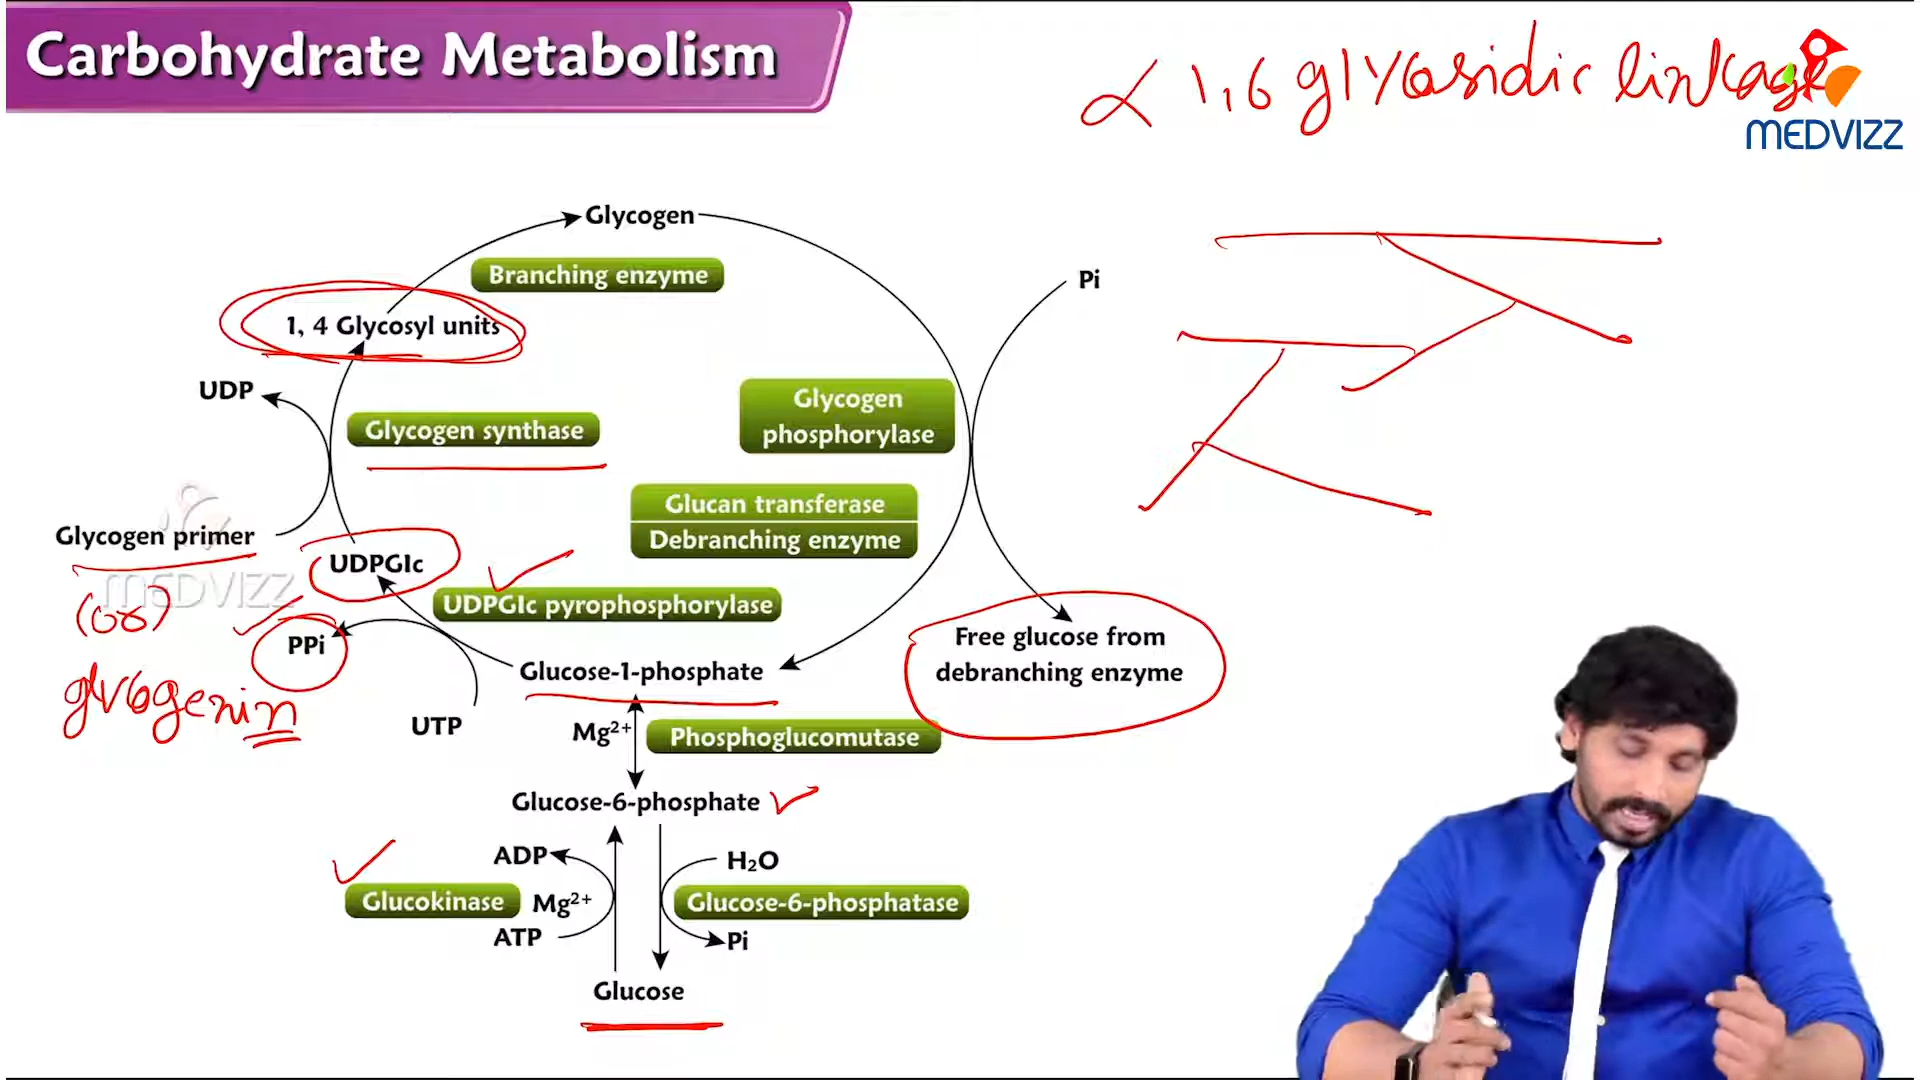 Carbohydrate Metabolism
α 1,6 glycosidic linkage
MEDVIZZ
Glycogen
Branching enzyme
Pi
1, 4 Glycosyl units
UDP
Glycogen phosphorylase
Glycogen synthase
Glucan transferase
Debranching enzyme
Glycogen primer
UDPGlc
MEDVIZZ
(or)
UDPGlc pyrophosphorylase
PPi
Free glucose from
debranching enzyme
glycogenin
Glucose-1-phosphate
UTP
Mg2+
Phosphoglucomutase
Glucose-6-phosphate
ADP
H2O
Glucokinase
Mg2+
Glucose-6-phosphatase
ATP
Pi
Glucose